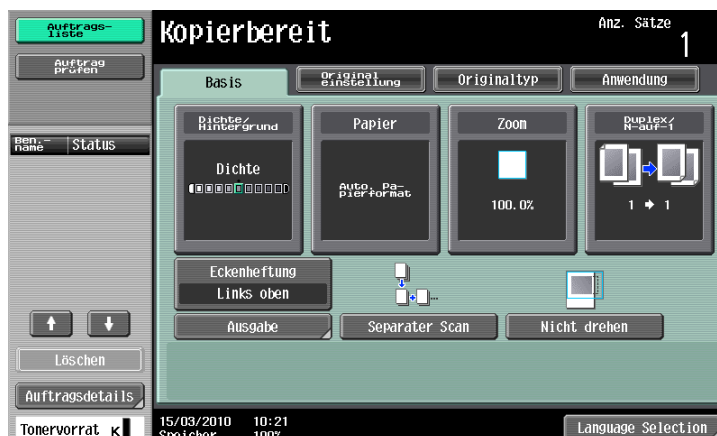 Auftrags-
liste
Kopierbereit
Anz. Sätze
1
Auftrag
prüfen
Basis
Original
einstellung
Originaltyp
Anwendung
Ben.-
name
Status
Dichte/
Hintergrund
Dichte
Papier
Auto. Pa-
pierformat
Zoom
100.0%
Duplex/
N-auf-1
1 → 1
Eckenheftung
Links oben
Ausgabe
Separater Scan
Nicht drehen
Löschen
Auftragsdetails
Tonervorrat K
15/03/2010 10:21
Speicher 100%
Language Selection